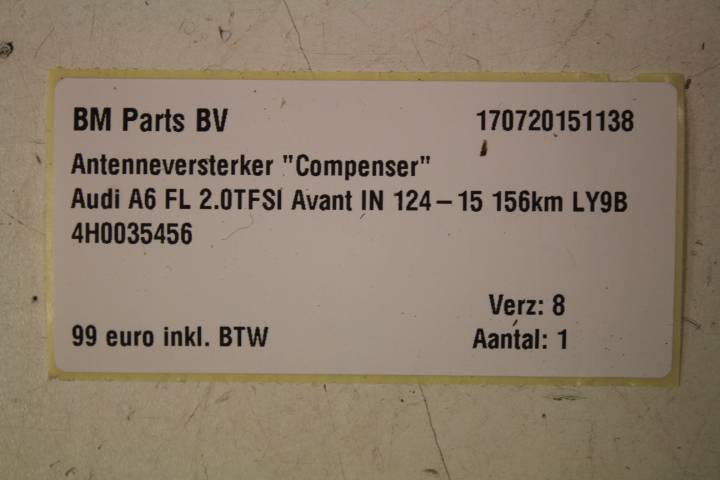 BM Parts BV 170720151138
Antenneversterker "Compenser"
Audi A6 FL 2.0TFSI Avant IN 124-15 156km LY9B
4H0035456
Verz: 8
99 euro inkl. BTW Aantal: 1